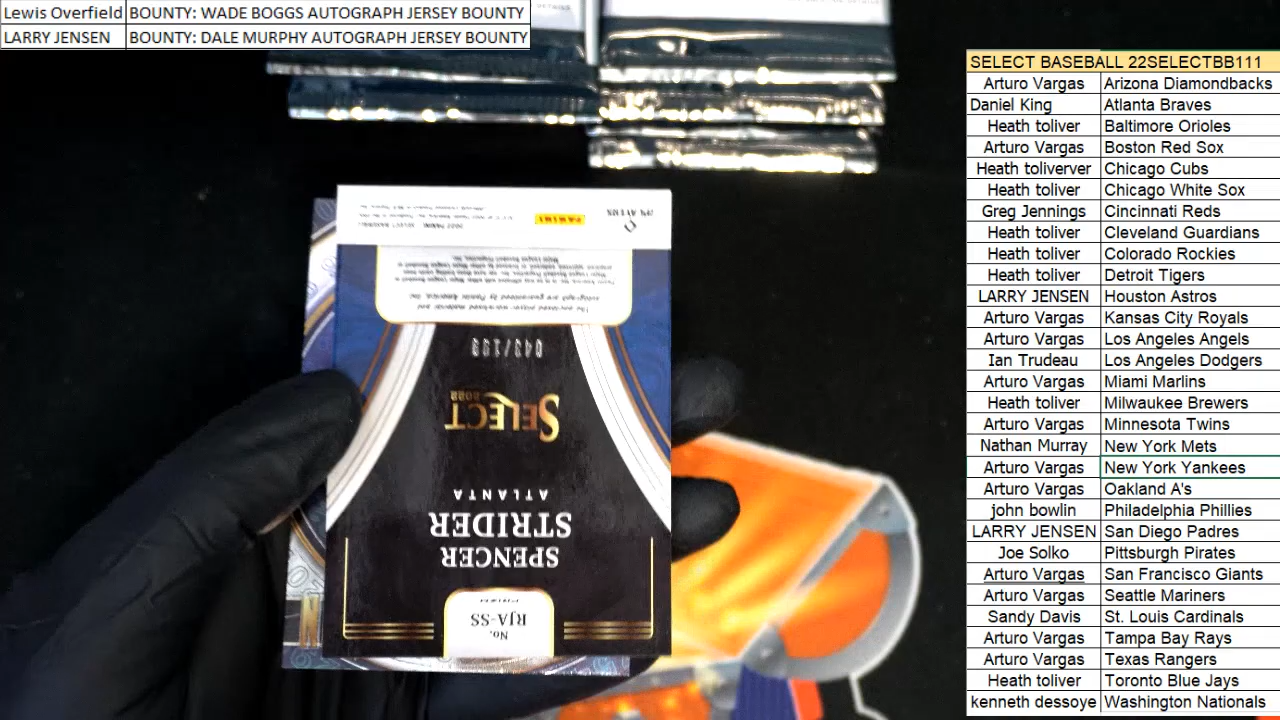 Lewis Overfield BOUNTY: WADE BOGGS AUTOGRAPH JERSEY BOUNTY
LARRY JENSEN BOUNTY: DALE MURPHY AUTOGRAPH JERSEY BOUNTY
SELECT BASEBALL 22SELECTBB111
Arturo Vargas Arizona Diamondbacks
Daniel King Atlanta Braves
Heath toliver Baltimore Orioles
Arturo Vargas Boston Red Sox
Heath toliverver Chicago Cubs
Heath toliver Chicago White Sox
Greg Jennings Cincinnati Reds
Heath toliver Cleveland Guardians
Heath toliver Colorado Rockies
Heath toliver Detroit Tigers
LARRY JENSEN Houston Astros
Arturo Vargas Kansas City Royals
Arturo Vargas Los Angeles Angels
Ian Trudeau Los Angeles Dodgers
Arturo Vargas Miami Marlins
Heath toliver Milwaukee Brewers
Arturo Vargas Minnesota Twins
Nathan Murray New York Mets
Arturo Vargas New York Yankees
Arturo Vargas Oakland A's
john bowlin Philadelphia Phillies
LARRY JENSEN San Diego Padres
Joe Solko Pittsburgh Pirates
Arturo Vargas San Francisco Giants
Arturo Vargas Seattle Mariners
Sandy Davis St. Louis Cardinals
Arturo Vargas Tampa Bay Rays
Arturo Vargas Texas Rangers
Heath toliver Toronto Blue Jays
kenneth dessoye Washington Nationals
No.
RJA-SS
PRIZM
SPENCER
STRIDER
ATLANTA
SELECT
2022
PANINI